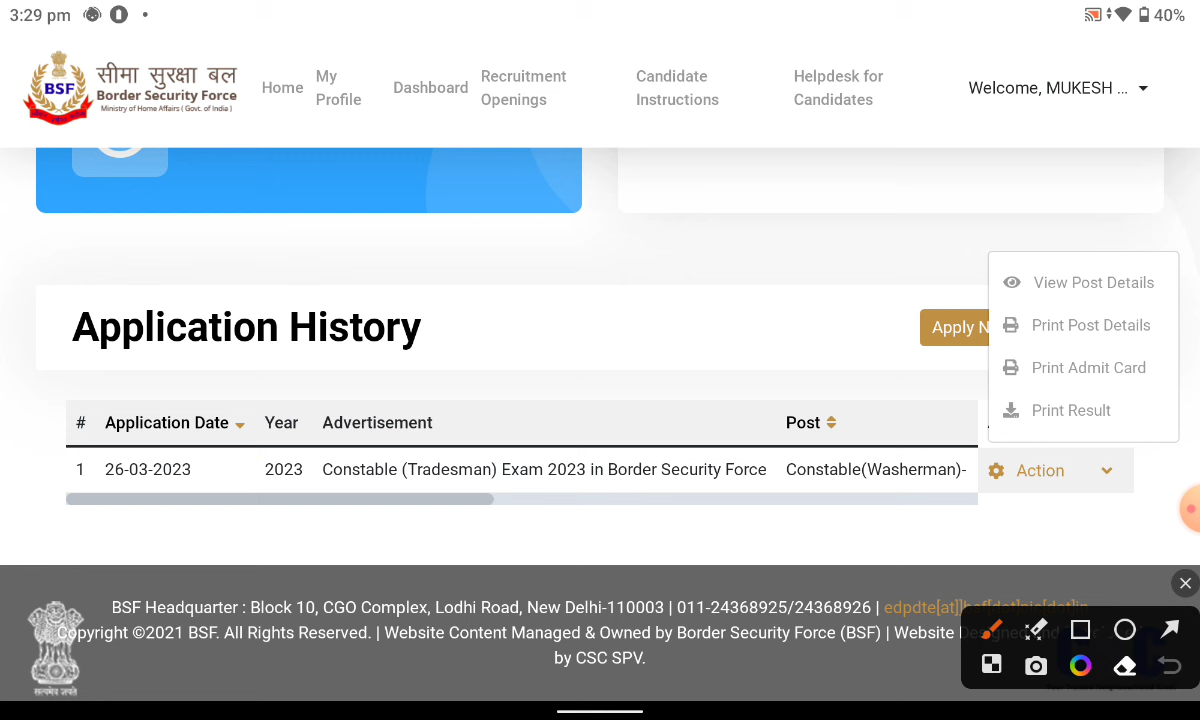 3:29 pm
40%
सीमा सुरक्षा बल
BSF
Border Security Force
Ministry of Home Affairs ( Govt. of India )
Home
My Profile
Dashboard
Recruitment Openings
Candidate Instructions
Helpdesk for Candidates
Welcome, MUKESH ...
View Post Details
Print Post Details
Print Admit Card
Print Result
Application History
Apply N
# Application Date Year Advertisement Post
1 26-03-2023 2023 Constable (Tradesman) Exam 2023 in Border Security Force Constable(Washerman)-
Action
BSF Headquarter : Block 10, CGO Complex, Lodhi Road, New Delhi-110003 | 011-24368925/24368926 |
Copyright ©2021 BSF. All Rights Reserved. | Website Content Managed & Owned by Border Security Force (BSF) | Website Designed and
by CSC SPV.
सत्यमेव जयते